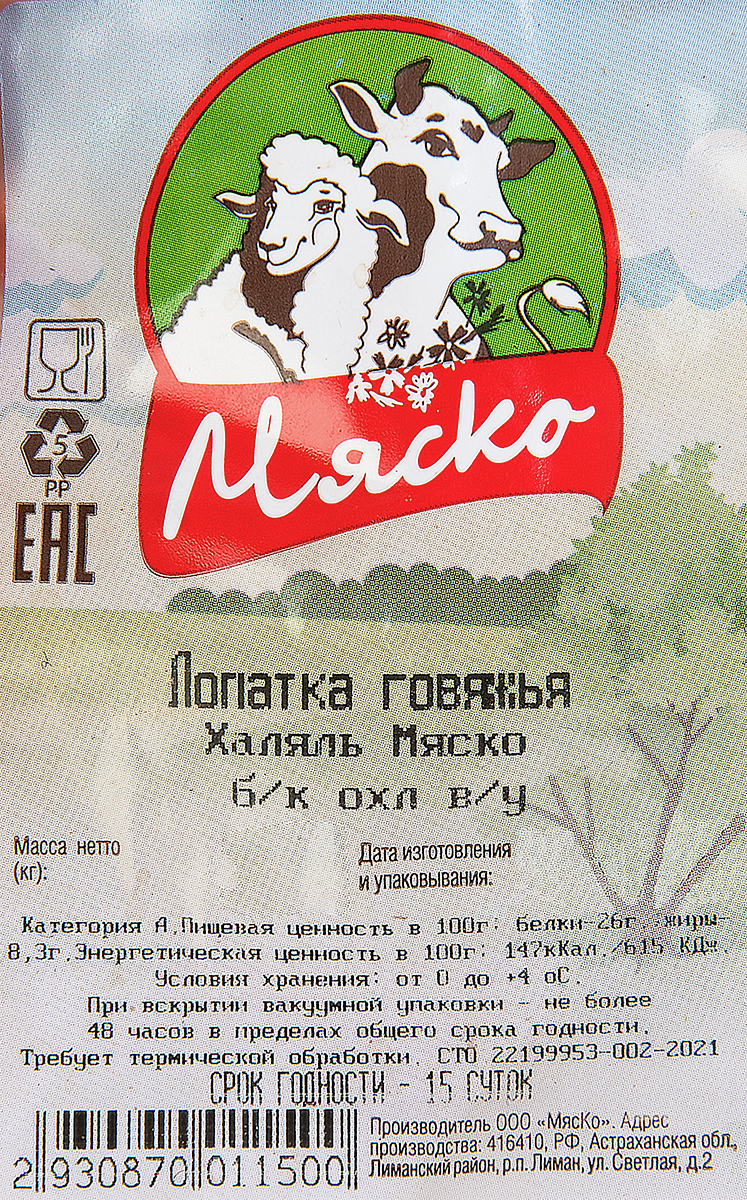 Мяско
5
PP
EAC
Лопатка говяжья
Халяль Мяско
б/к охл в/у
Масса нетто
(кг):
Дата изготовления
и упаковывания:
Категория А.Пищевая ценность в 100г: белки-26г. жиры-
8,3г.Энергетическая ценность в 100г: 147кКал./615 КДж.
Условия хранения: от 0 до +4 оС.
При вскрытии вакуумной упаковки - не более
48 часов в пределах общего срока годности.
Требует термической обработки. СТО 22199953-002-2021
СРОК ГОДНОСТИ - 15 СУТОК
2 930870 011500
Производитель ООО «МясКо». Адрес
производства: 416410, РФ, Астраханская обл.,
Лиманский район, р.п. Лиман, ул. Светлая, д.2